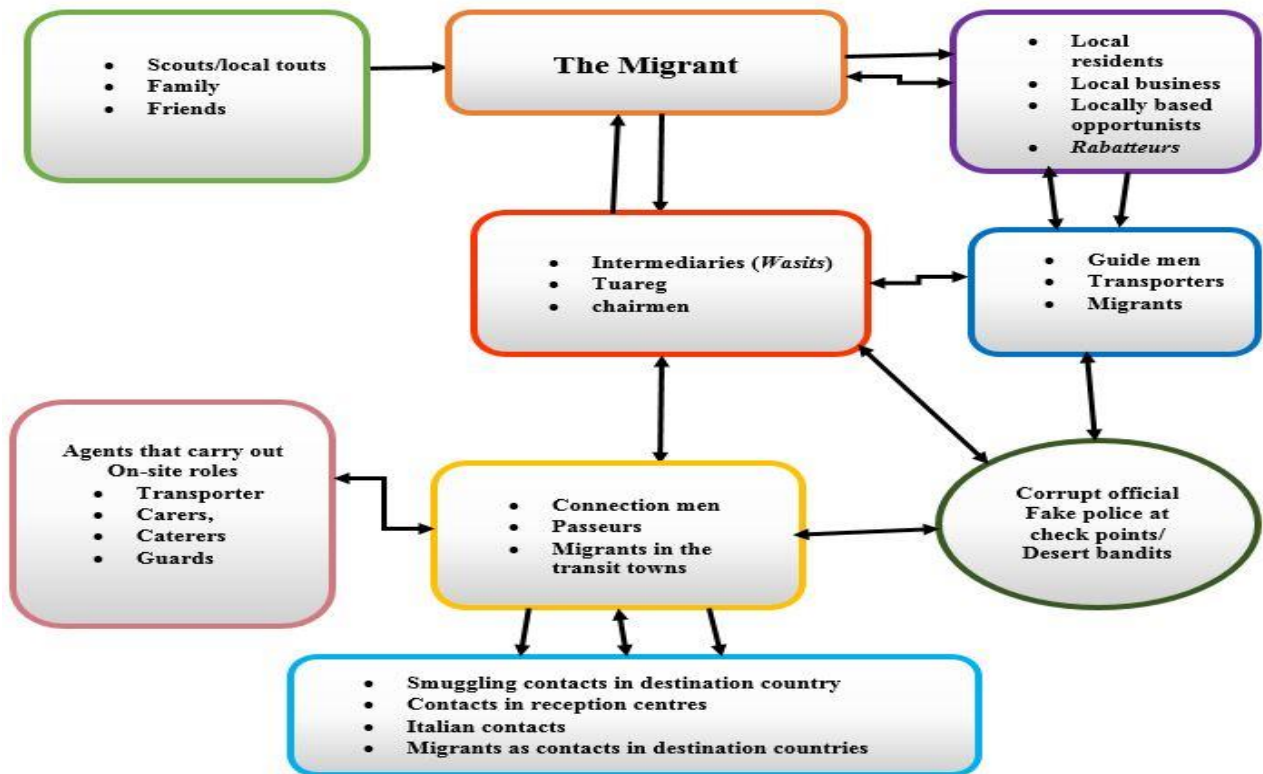 • Scouts/local touts
• Family
• Friends
The Migrant
• Local
residents
• Local business
• Locally based
opportunists
• Rabatteurs
• Intermediaries (Wasits)
• Tuareg
• chairmen
• Guide men
• Transporters
• Migrants
Agents that carry out
On-site roles
• Transporter
• Carers,
• Caterers
• Guards
• Connection men
• Passeurs
• Migrants in the
transit towns
Corrupt official
Fake police at
check points/
Desert bandits
• Smuggling contacts in destination country
• Contacts in reception centres
• Italian contacts
• Migrants as contacts in destination countries